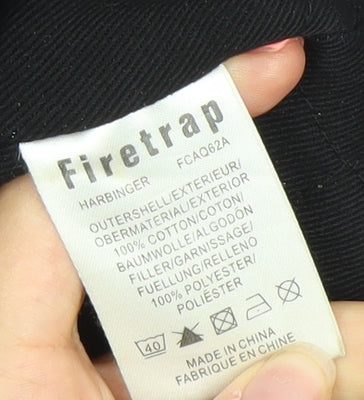 Firetrap
HARBINGER FCAQ62A
OUTERSHELL/EXTERIEUR/
OBERMATERIAL/EXTERIOR
100% COTTON/COTON/
BAUMWOLLE/ALGODON
FILLER/GARNISSAGE/
FUELLUNG/RELLENO
100% POLYESTER/
POLIÉSTER
40
MADE IN CHINA
FABRIQUE EN CHINE